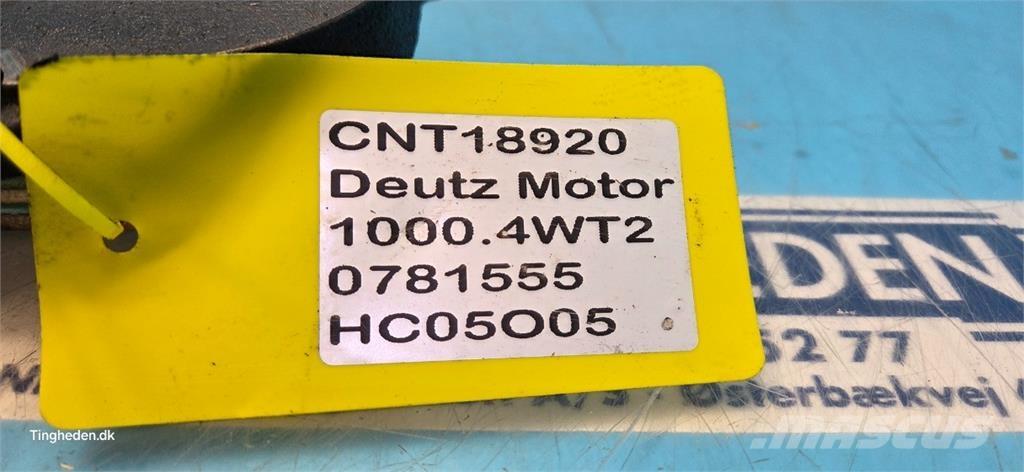 CNT18920
Deutz Motor
1000.4WT2
0781555
HC05O05
DEN
52 77
Østerbækvej
Tingheden.dk
mascus